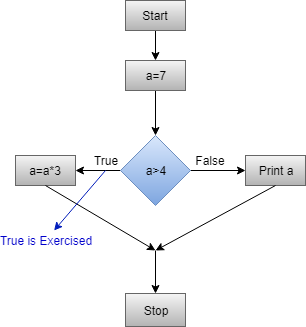 Start
a=7
True
False
a=a*3
a>4
Print a
True is Exercised
Stop